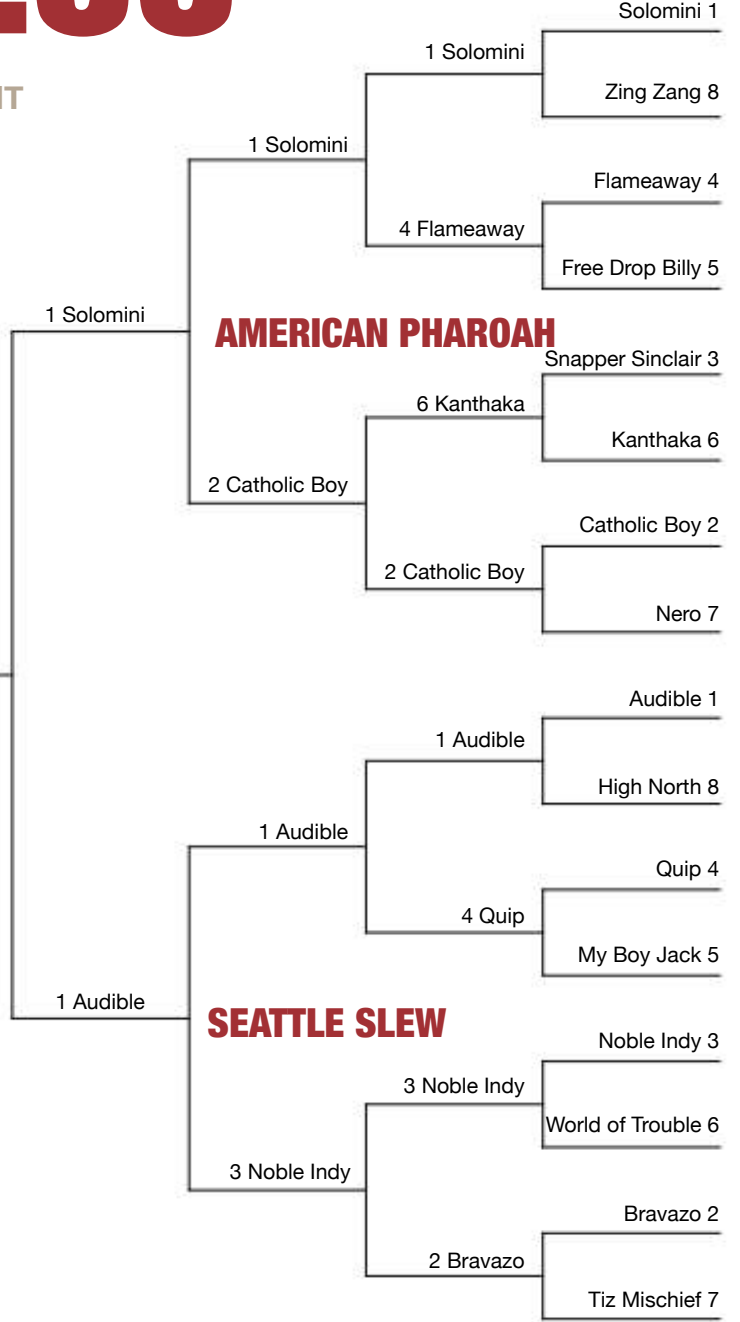 Solomini 1
1 Solomini
Zing Zang 8
1 Solomini
Flameaway 4
4 Flameaway
Free Drop Billy 5
1 Solomini
AMERICAN PHAROAH
Snapper Sinclair 3
6 Kanthaka
Kanthaka 6
2 Catholic Boy
Catholic Boy 2
2 Catholic Boy
Nero 7
Audible 1
1 Audible
High North 8
1 Audible
Quip 4
4 Quip
My Boy Jack 5
1 Audible
SEATTLE SLEW
Noble Indy 3
3 Noble Indy
World of Trouble 6
3 Noble Indy
Bravazo 2
2 Bravazo
Tiz Mischief 7